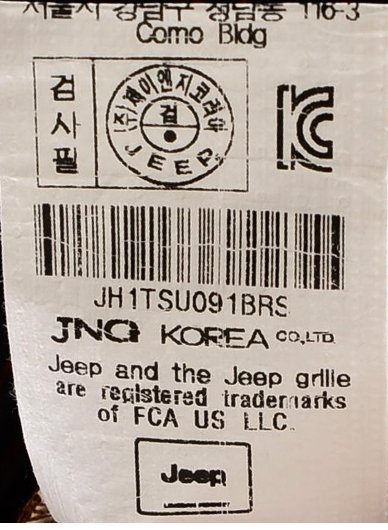 서울시 강남구 청담동 116-3
Como Bldg
검사필
(주)제이엔지코리아
검
JEEP
KC
JH1TSU091BRS
JNG KOREA CO.,LTD.
Jeep and the Jeep grille
are registered trademarks
of FCA US LLC.
Jeep